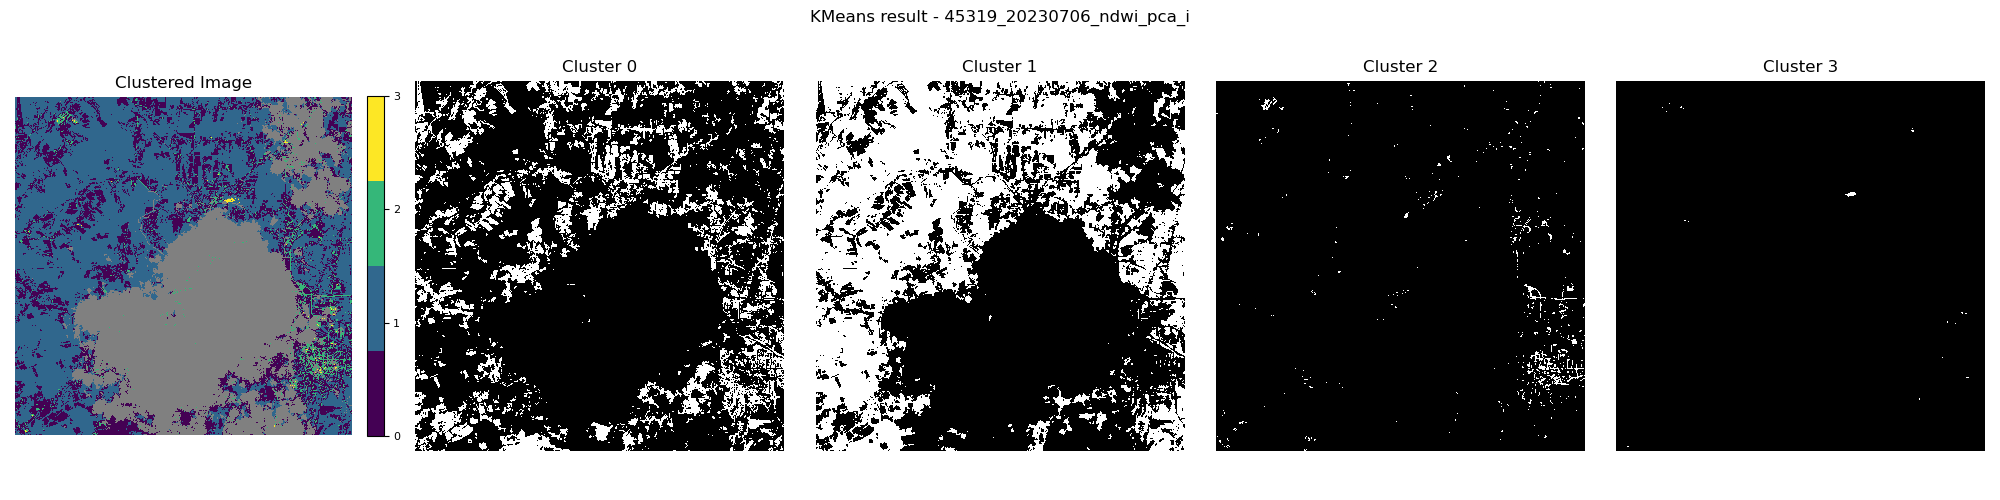 KMeans result - 45319_20230706_ndwi_pca_i
Clustered Image
Cluster 0
Cluster 1
Cluster 2
Cluster 3
3
2
1
0